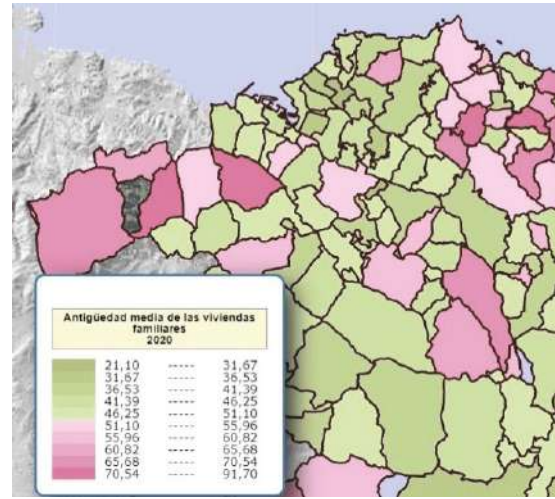 Antigüedad media de las viviendas
familiares
2020
21,10 ----- 31,67
31,67 ----- 36,53
36,53 ----- 41,39
41,39 ----- 46,25
46,25 ----- 51,10
51,10 ----- 55,96
55,96 ----- 60,82
60,82 ----- 65,68
65,68 ----- 70,54
70,54 ----- 91,70